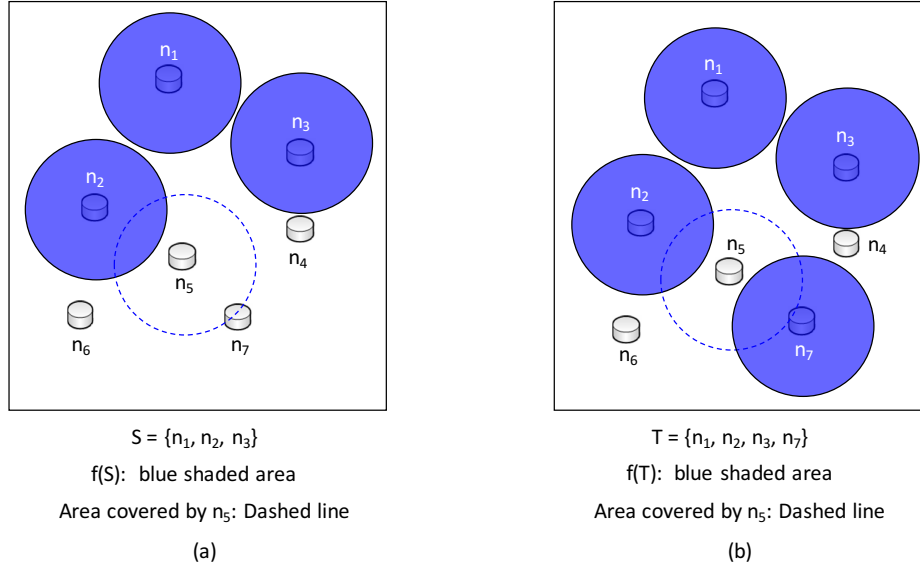 n₁
n₃
n₂
n₄
n₅
n₆
n₇
S = {n₁, n₂, n₃}
f(S): blue shaded area
Area covered by n₅: Dashed line
(a)
n₁
n₃
n₂
n₅
n₄
n₆
n₇
T = {n₁, n₂, n₃, n₇}
f(T): blue shaded area
Area covered by n₅: Dashed line
(b)